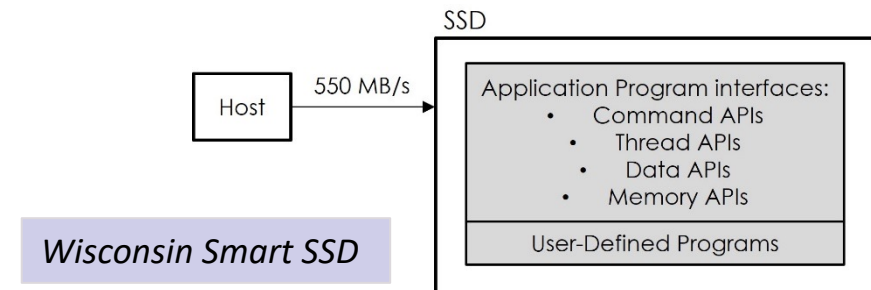 SSD
550 MB/s
Host
Application Program interfaces:
• Command APIs
• Thread APIs
• Data APIs
• Memory APIs
User-Defined Programs
Wisconsin Smart SSD